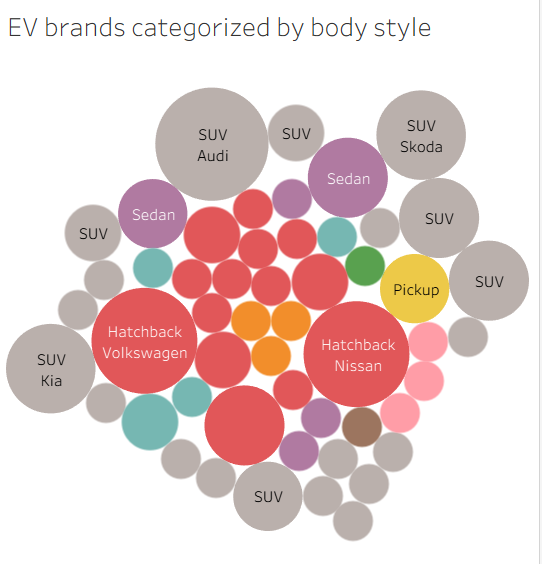 EV brands categorized by body style
SUV
Audi
SUV
SUV
Skoda
Sedan
Sedan
SUV
SUV
SUV
Pickup
Hatchback
Volkswagen
Hatchback
Nissan
SUV
Kia
SUV